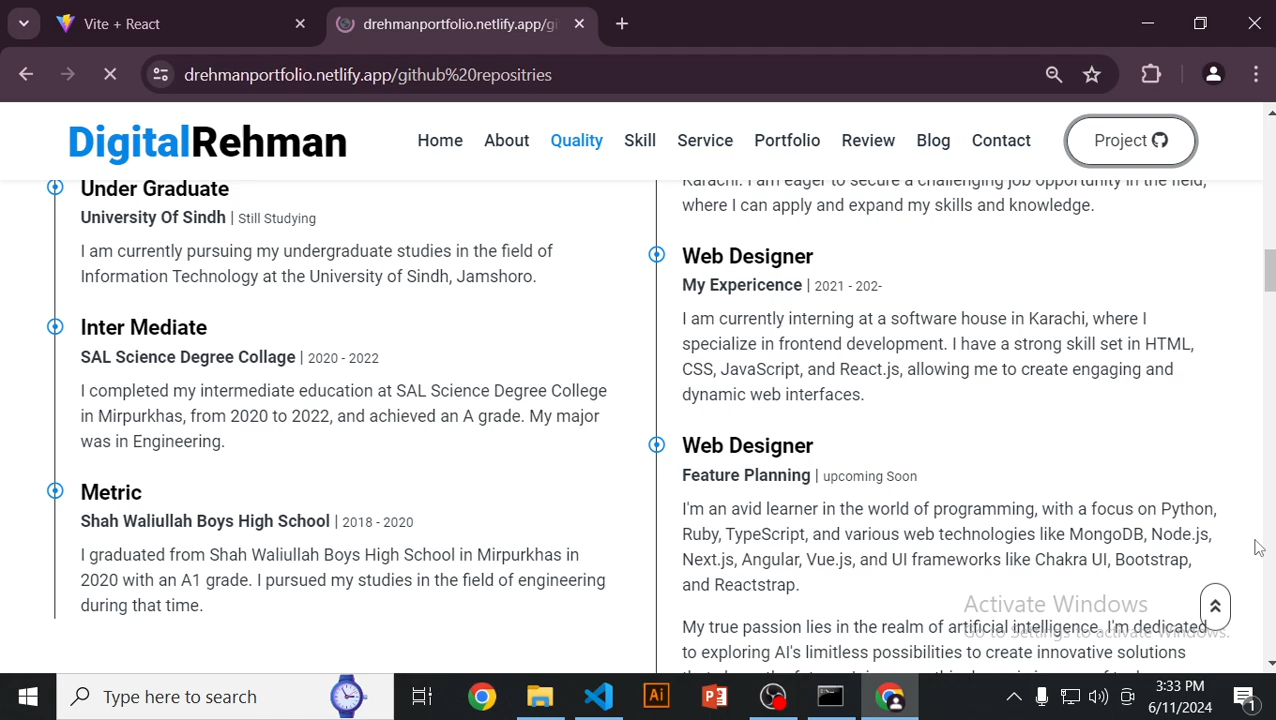 Vite + React
drehmanportfolio.netlify.app/gi
drehmanportfolio.netlify.app/github%20repositries
DigitalRehman
Home About Quality Skill Service Portfolio Review Blog Contact Project
Under Graduate
University Of Sindh | Still Studying
I am currently pursuing my undergraduate studies in the field of
Information Technology at the University of Sindh, Jamshoro.
Inter Mediate
SAL Science Degree Collage | 2020 - 2022
I completed my intermediate education at SAL Science Degree College
in Mirpurkhas, from 2020 to 2022, and achieved an A grade. My major
was in Engineering.
Metric
Shah Waliullah Boys High School | 2018 - 2020
I graduated from Shah Waliullah Boys High School in Mirpurkhas in
2020 with an A1 grade. I pursued my studies in the field of engineering
during that time.
Karachi. I am eager to secure a challenging job opportunity in the field,
where I can apply and expand my skills and knowledge.
Web Designer
My Expericence | 2021 - 202-
I am currently interning at a software house in Karachi, where I
specialize in frontend development. I have a strong skill set in HTML,
CSS, JavaScript, and React.js, allowing me to create engaging and
dynamic web interfaces.
Web Designer
Feature Planning | upcoming Soon
I'm an avid learner in the world of programming, with a focus on Python,
Ruby, TypeScript, and various web technologies like MongoDB, Node.js,
Next.js, Angular, Vue.js, and UI frameworks like Chakra UI, Bootstrap,
and Reactstrap.
My true passion lies in the realm of artificial intelligence. I'm dedicated
to exploring AI's limitless possibilities to create innovative solutions
Activate Windows
Go to Settings to activate Windows.
Type here to search
3:33 PM
6/11/2024
1